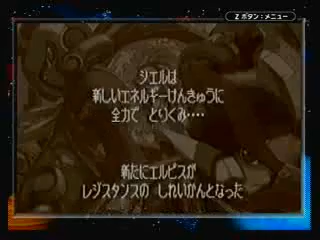 Z ボタン：メニュー
シエルは
新しいエネルギーけんきゅうに
全力で とりくみ････
新たにエルピスが
レジスタンスの しれいかんとなった